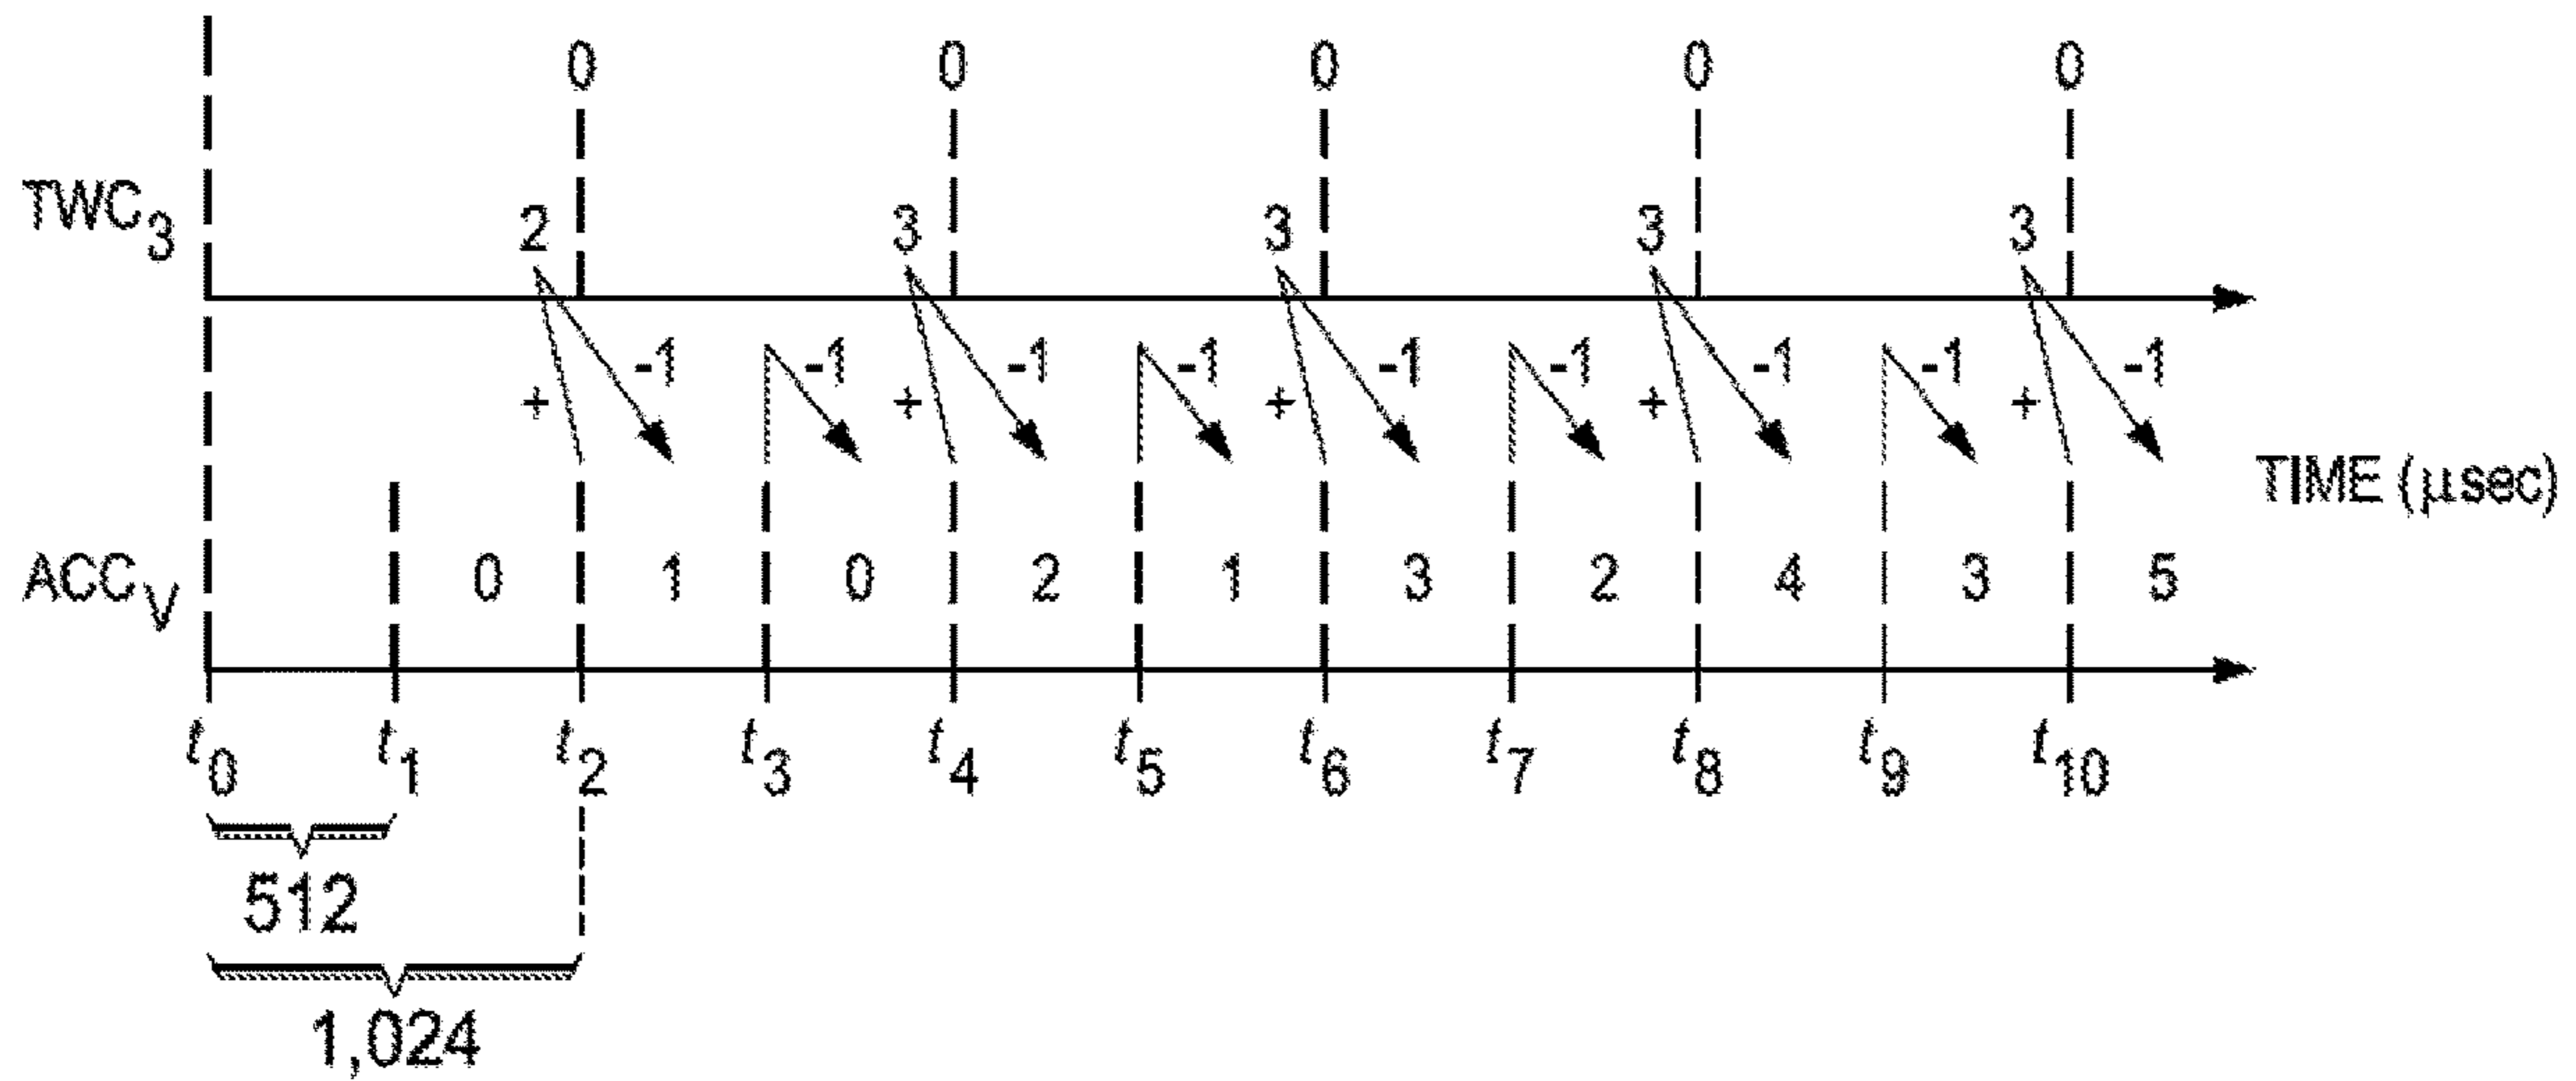 0 0 0 0 0
TWC3 2 3 3 3 3
-1 -1 -1 -1 -1 -1 -1 -1 -1
+ + + + +
TIME (μsec)
ACCV 0 1 0 2 1 3 2 4 3 5
t0 t1 t2 t3 t4 t5 t6 t7 t8 t9 t10
512
1,024